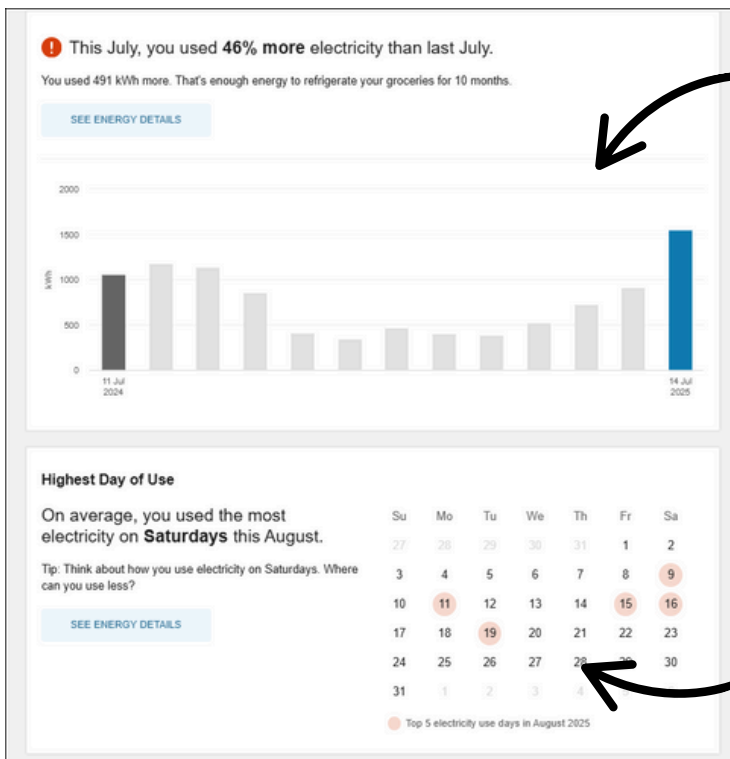 This July, you used 46% more electricity than last July.
You used 491 kWh more. That's enough energy to refrigerate your groceries for 10 months.
SEE ENERGY DETAILS
2000
1500
1000
500
0
kWh
11 Jul
2024
14 Jul
2025
Highest Day of Use
On average, you used the most
electricity on Saturdays this August.
Tip: Think about how you use electricity on Saturdays. Where
can you use less?
SEE ENERGY DETAILS
Su Mo Tu We Th Fr Sa
27 28 29 30 31 1 2
3 4 5 6 7 8 9
10 11 12 13 14 15 16
17 18 19 20 21 22 23
24 25 26 27 28 29 30
31 1 2 3 4
Top 5 electricity use days in August 2025